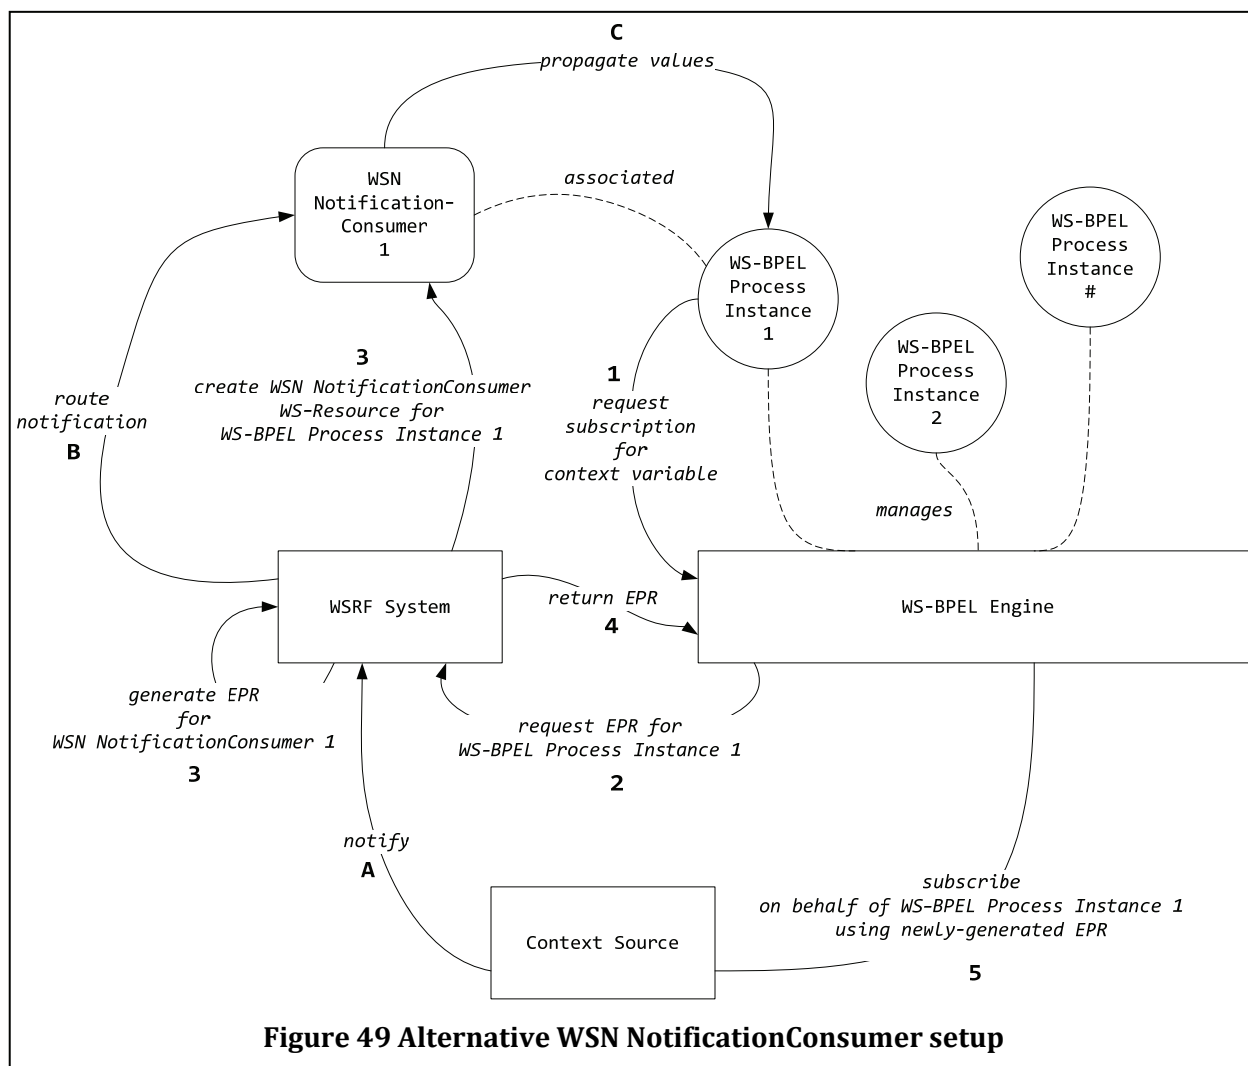 C
propagate values
WSN
Notification-
Consumer
1
associated
WS-BPEL
Process
Instance
#
WS-BPEL
Process
Instance
1
WS-BPEL
Process
Instance
2
3
create WSN NotificationConsumer
WS-Resource for
WS-BPEL Process Instance 1
1
request
subscription
for
context variable
route
notification
B
manages
WSRF System
return EPR
4
WS-BPEL Engine
generate EPR
for
WSN NotificationConsumer 1
3
request EPR for
WS-BPEL Process Instance 1
2
notify
A
subscribe
on behalf of WS-BPEL Process Instance 1
using newly-generated EPR
5
Context Source
Figure 49 Alternative WSN NotificationConsumer setup